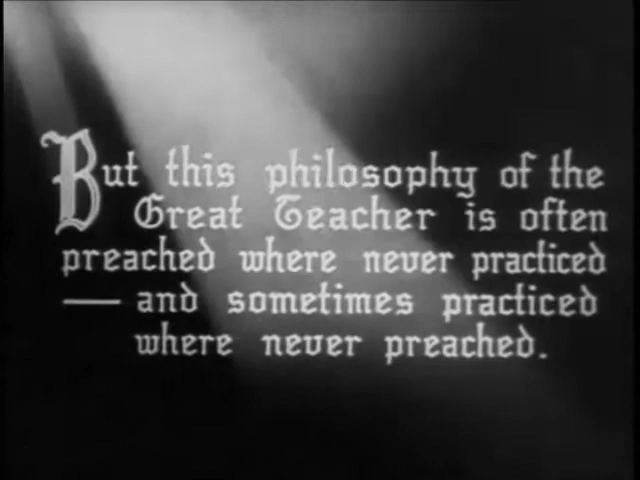 But this philosophy of the
Great Teacher is often
preached where never practiced
— and sometimes practiced
where never preached.